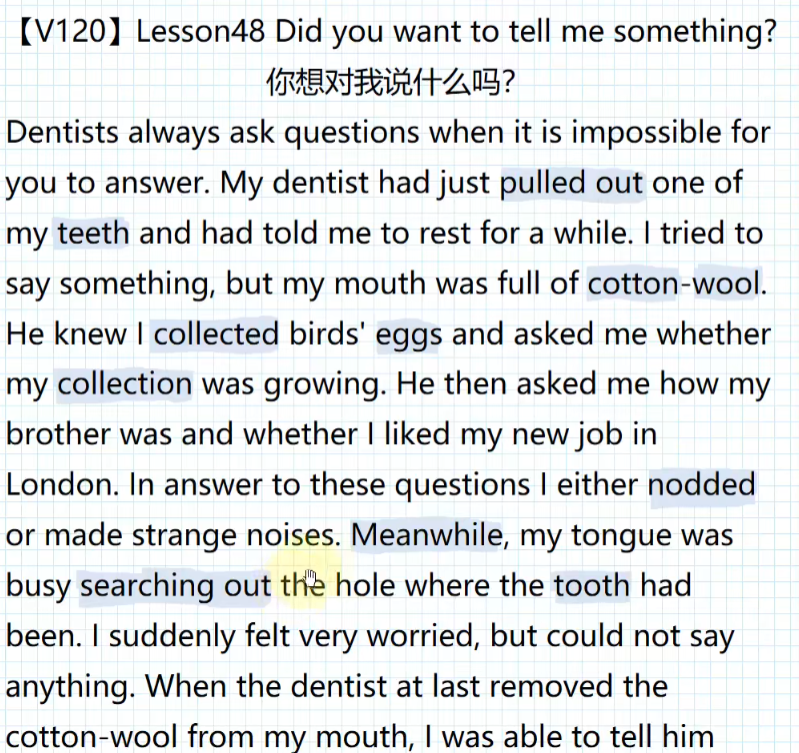 【V120】Lesson48 Did you want to tell me something?
你想对我说什么吗?
Dentists always ask questions when it is impossible for
you to answer. My dentist had just pulled out one of
my teeth and had told me to rest for a while. I tried to
say something, but my mouth was full of cotton-wool.
He knew I collected birds' eggs and asked me whether
my collection was growing. He then asked me how my
brother was and whether I liked my new job in
London. In answer to these questions I either nodded
or made strange noises. Meanwhile, my tongue was
busy searching out the hole where the tooth had
been. I suddenly felt very worried, but could not say
anything. When the dentist at last removed the
cotton-wool from my mouth, I was able to tell him